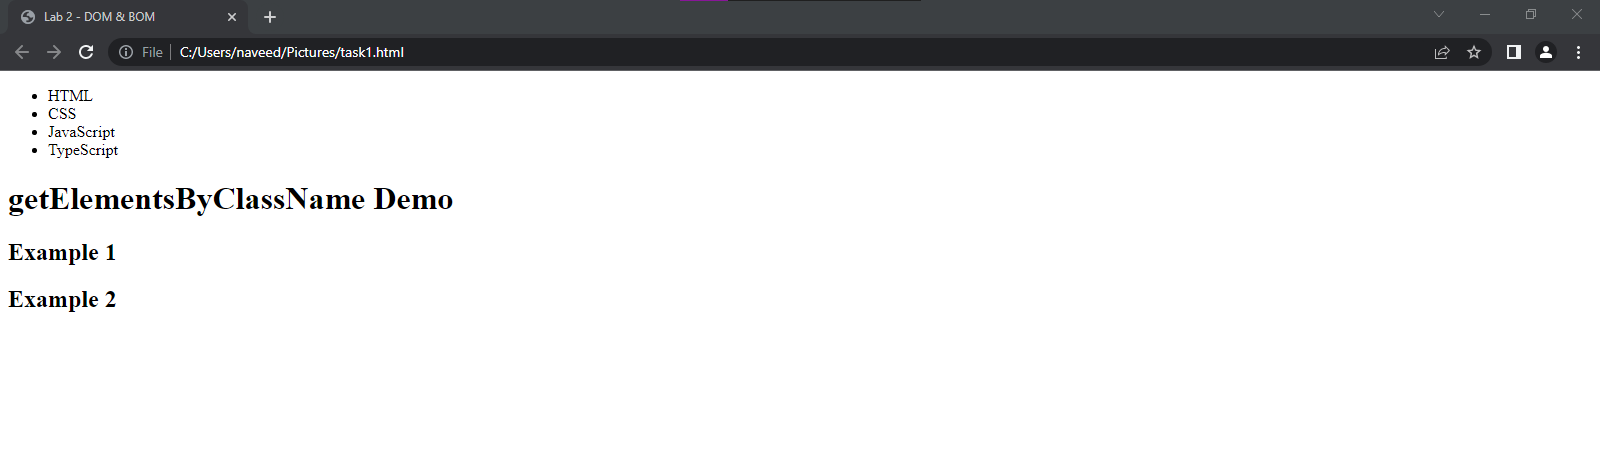 Lab 2 - DOM & BOM
File
C:/Users/naveed/Pictures/task1.html
HTML
CSS
JavaScript
TypeScript
getElementsByClassName Demo
Example 1
Example 2